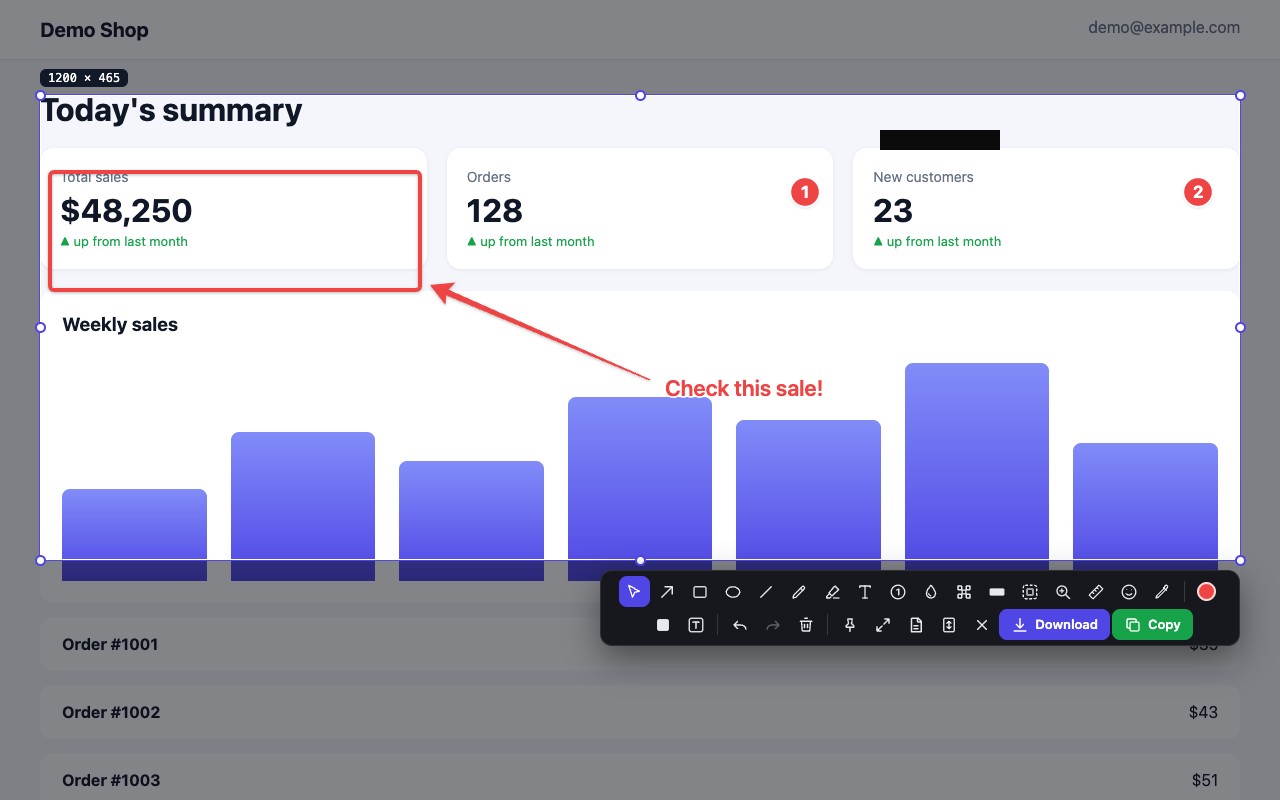 Demo Shop
demo@example.com
1200 × 465
Today's summary
Total sales
$48,250
▲ up from last month
Orders
128
▲ up from last month
1
New customers
23
▲ up from last month
2
Weekly sales
Check this sale!
1
T
Download
Copy
Order #1001
$35
Order #1002
$43
Order #1003
$51